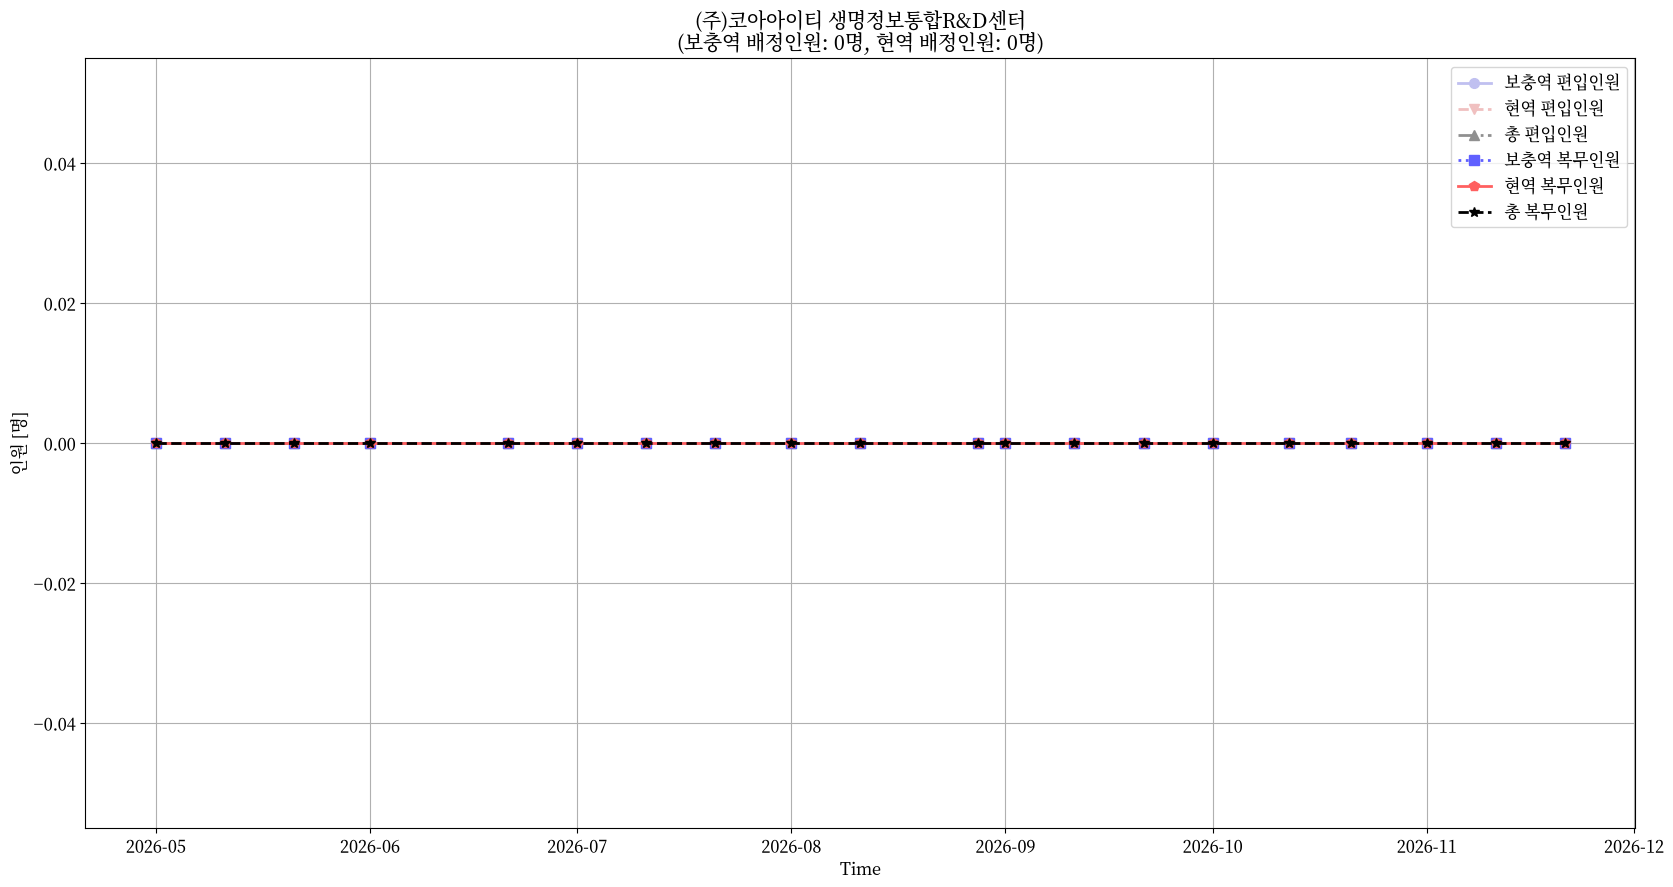 (주)코아아이티 생명정보통합R&D센터
(보충역 배정인원: 0명, 현역 배정인원: 0명)
보충역 편입인원
현역 편입인원
총 편입인원
보충역 복무인원
현역 복무인원
총 복무인원
인원 [명]
0.04
0.02
0.00
−0.02
−0.04
2026-05 2026-06 2026-07 2026-08 2026-09 2026-10 2026-11 2026-12
Time